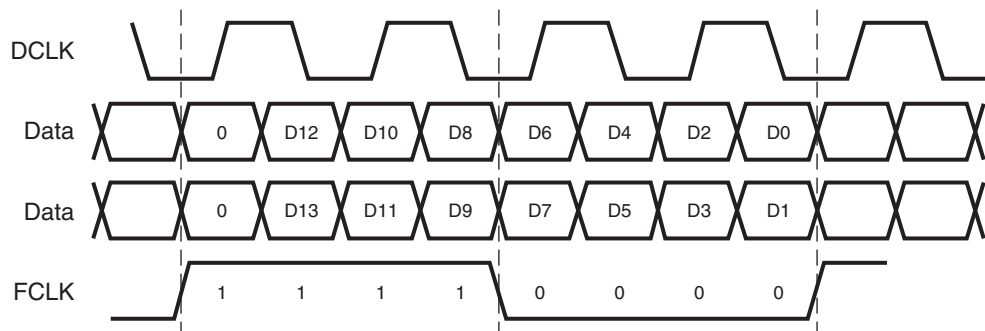 DCLK
Data 0 D12 D10 D8 D6 D4 D2 D0
Data 0 D13 D11 D9 D7 D5 D3 D1
FCLK 1 1 1 1 0 0 0 0